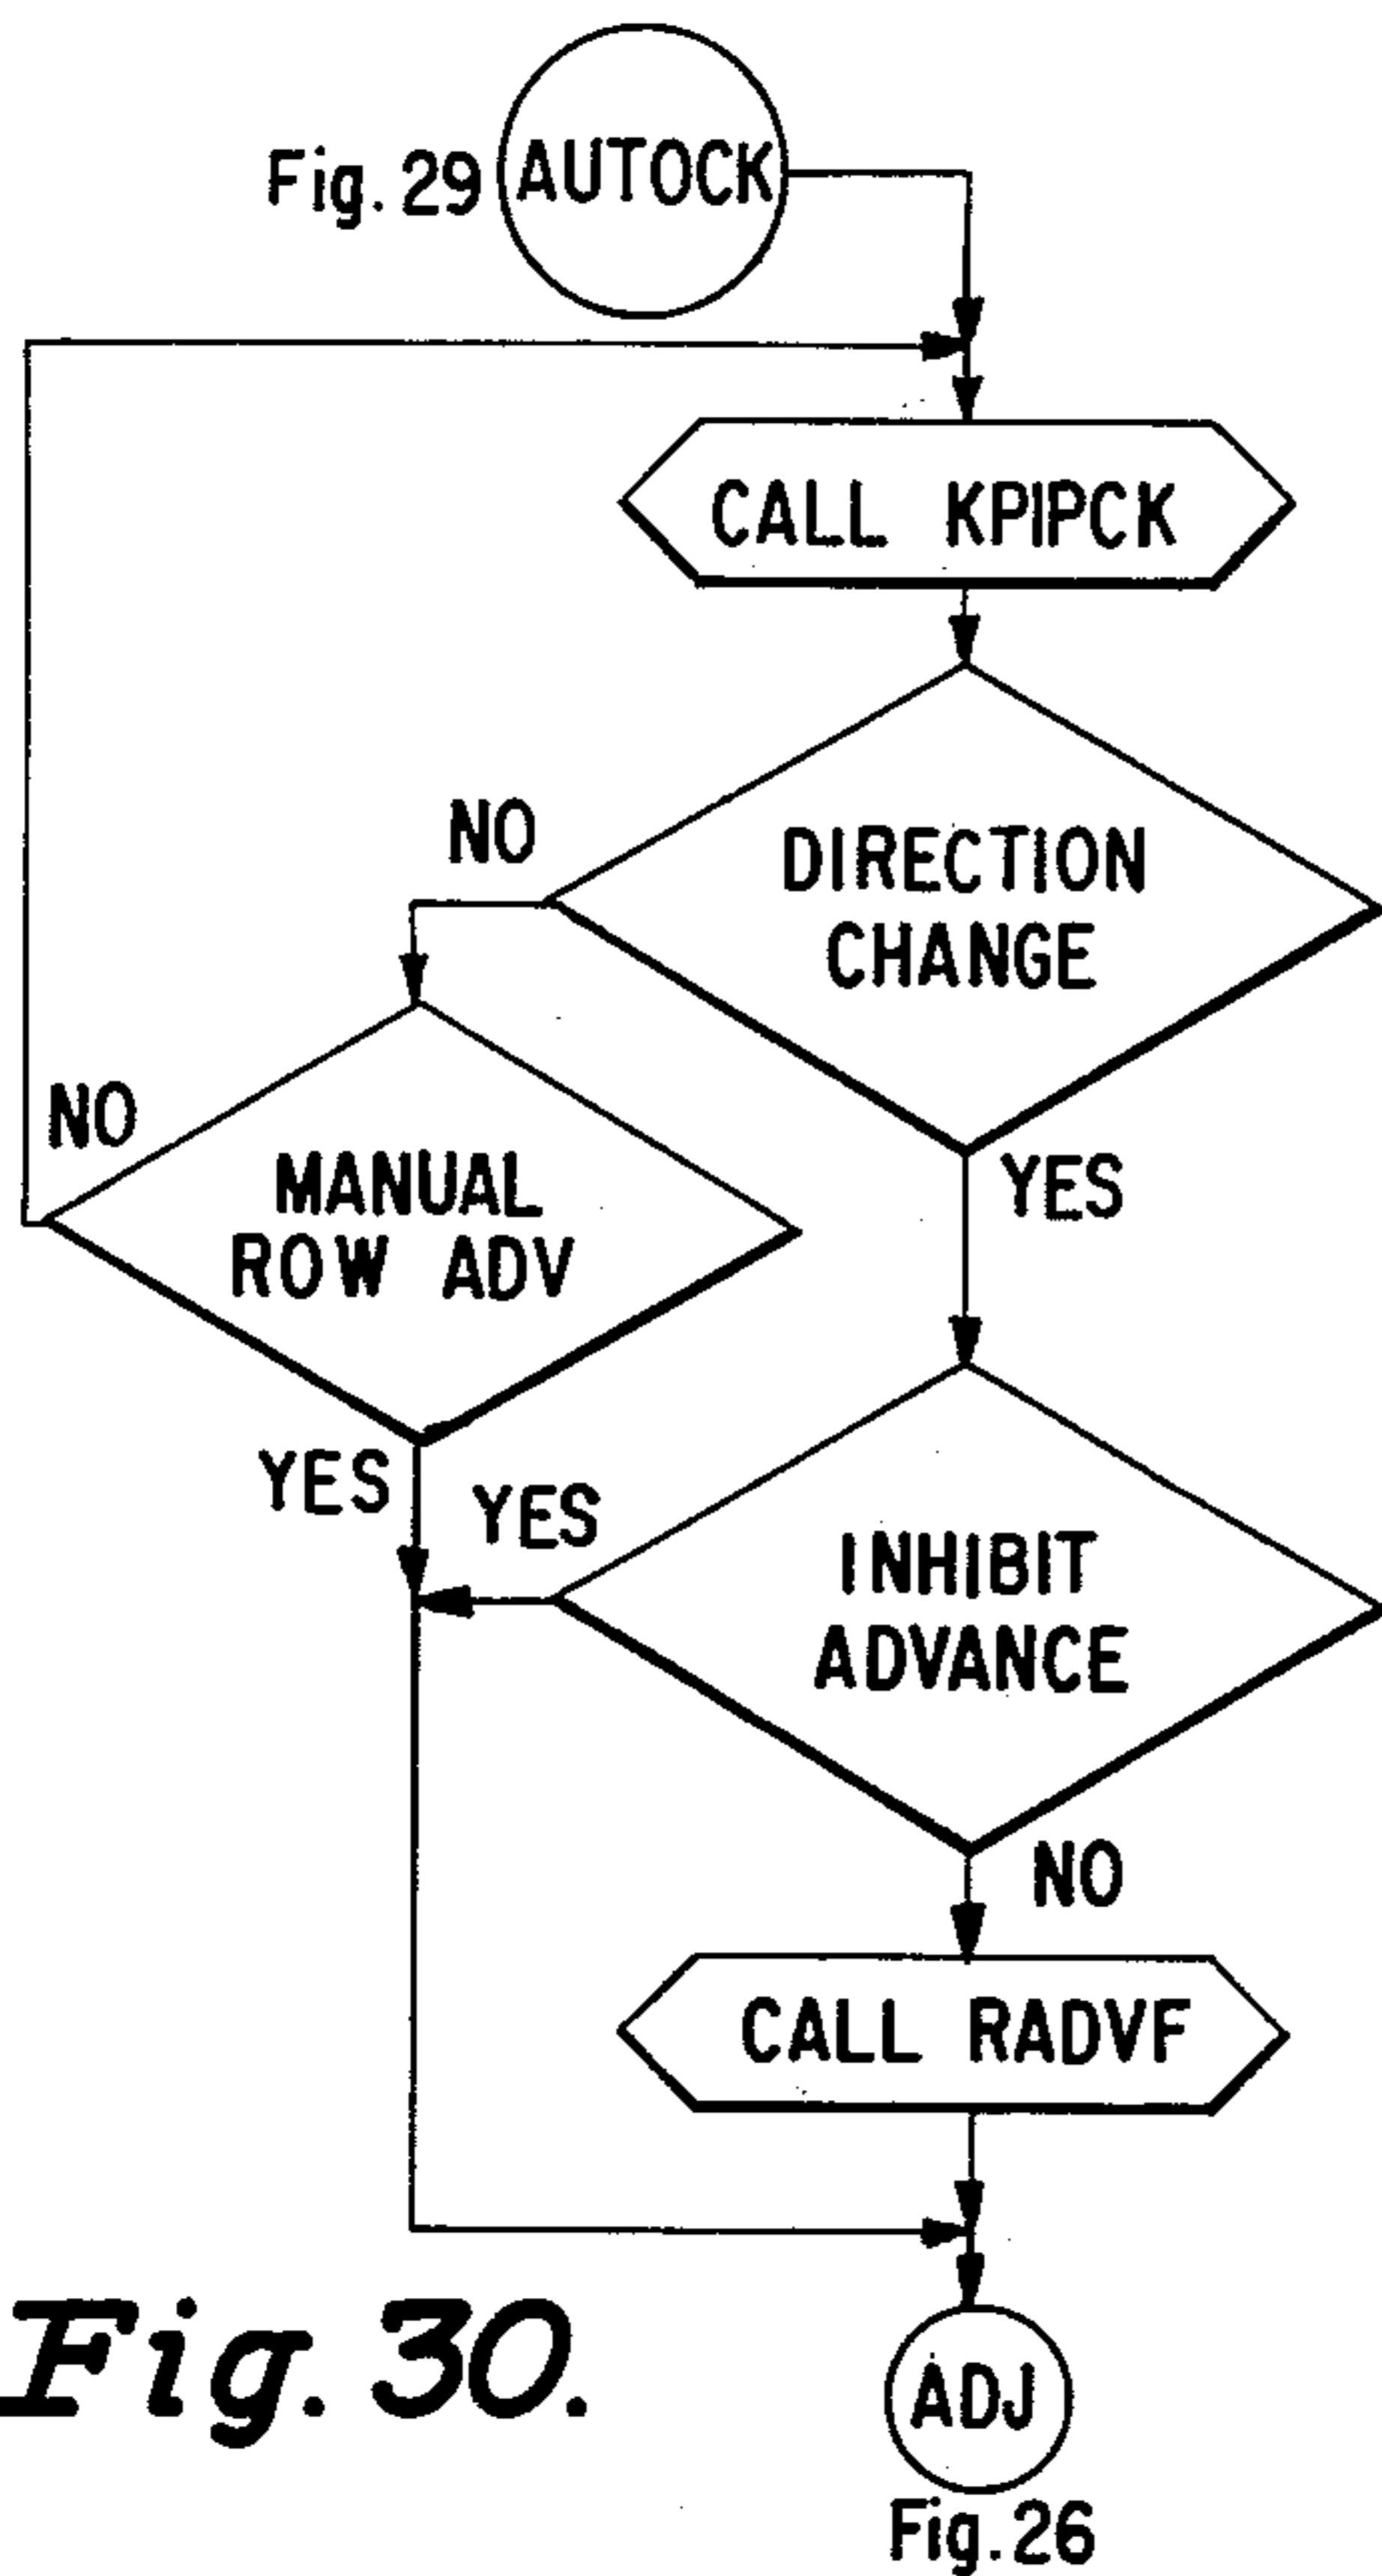 Fig. 29 AUTOCK
CALL KPIPCK
NO
DIRECTION
CHANGE
NO
YES
MANUAL
ROW ADV
YES
YES
INHIBIT
ADVANCE
NO
CALL RADVF
Fig. 30.
ADJ
Fig. 26